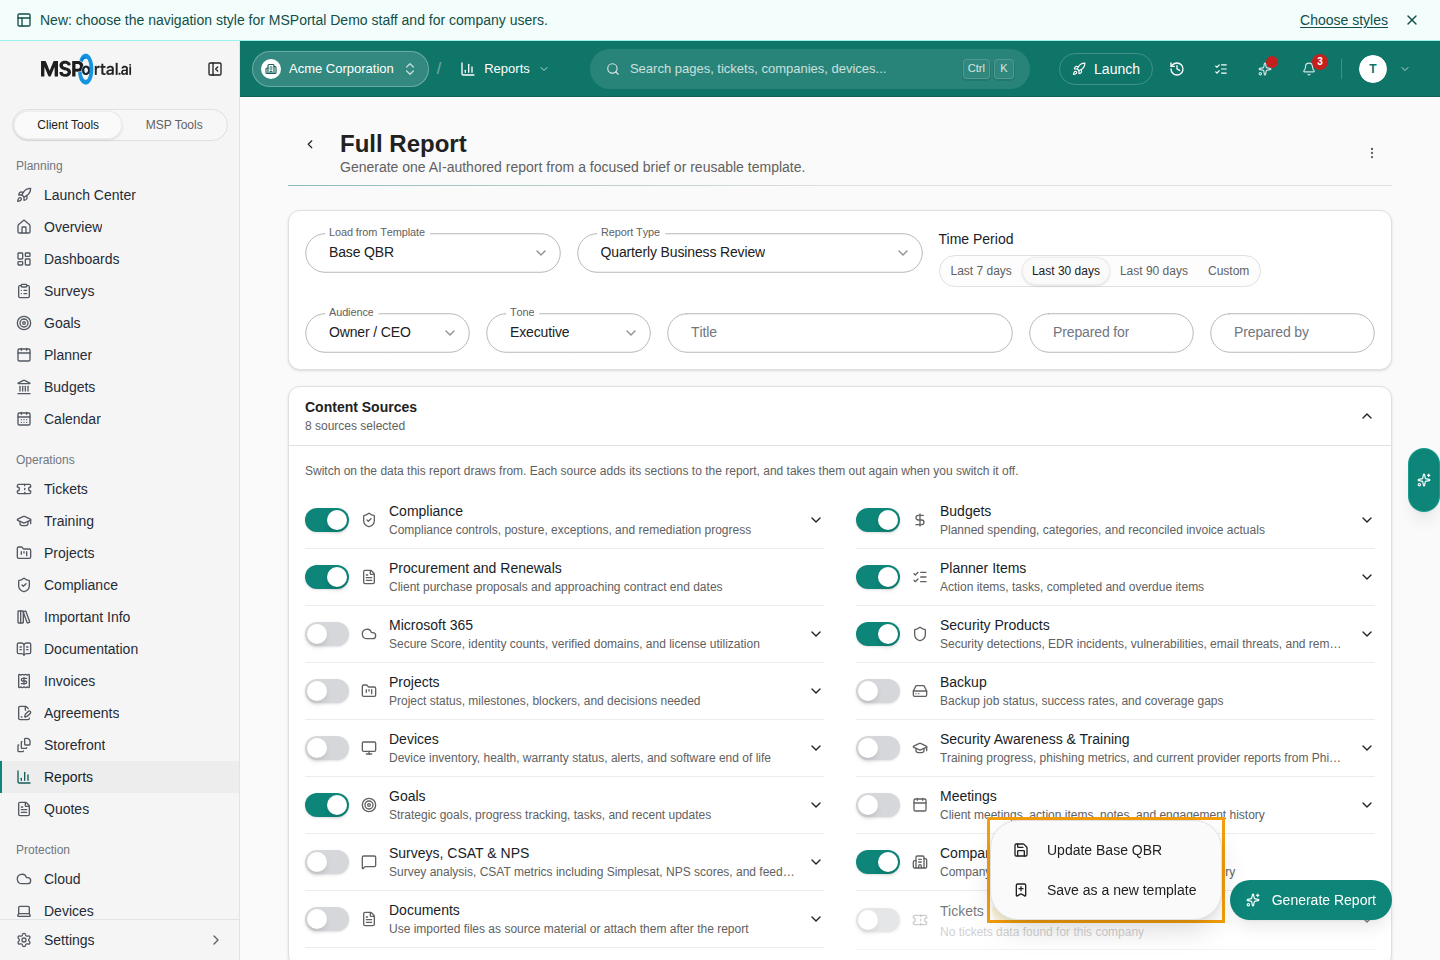 New: choose the navigation style for MSPortal Demo staff and for company users.
Choose styles
MSPortal.ai
Acme Corporation
/
Reports
Search pages, tickets, companies, devices...
Ctrl
K
Launch
3
T
Client Tools
MSP Tools
Planning
Launch Center
Overview
Dashboards
Surveys
Goals
Planner
Budgets
Calendar
Operations
Tickets
Training
Projects
Compliance
Important Info
Documentation
Invoices
Agreements
Storefront
Reports
Quotes
Protection
Cloud
Devices
Settings
Full Report
Generate one AI-authored report from a focused brief or reusable template.
Load from Template
Base QBR
Report Type
Quarterly Business Review
Time Period
Last 7 days
Last 30 days
Last 90 days
Custom
Audience
Owner / CEO
Tone
Executive
Title
Prepared for
Prepared by
Content Sources
8 sources selected
Switch on the data this report draws from. Each source adds its sections to the report, and takes them out again when you switch it off.
Compliance
Compliance controls, posture, exceptions, and remediation progress
Budgets
Planned spending, categories, and reconciled invoice actuals
Procurement and Renewals
Client purchase proposals and approaching contract end dates
Planner Items
Action items, tasks, completed and overdue items
Microsoft 365
Secure Score, identity counts, verified domains, and license utilization
Security Products
Security detections, EDR incidents, vulnerabilities, email threats, and rem…
Projects
Project status, milestones, blockers, and decisions needed
Backup
Backup job status, success rates, and coverage gaps
Devices
Device inventory, health, warranty status, alerts, and software end of life
Security Awareness & Training
Training progress, phishing metrics, and current provider reports from Phi…
Goals
Strategic goals, progress tracking, tasks, and recent updates
Meetings
Client meetings, action items, notes, and engagement history
Surveys, CSAT & NPS
Survey analysis, CSAT metrics including Simplesat, NPS scores, and feed…
Documents
Use imported files as source material or attach them after the report
Tickets
No tickets data found for this company
Update Base QBR
Save as a new template
Generate Report